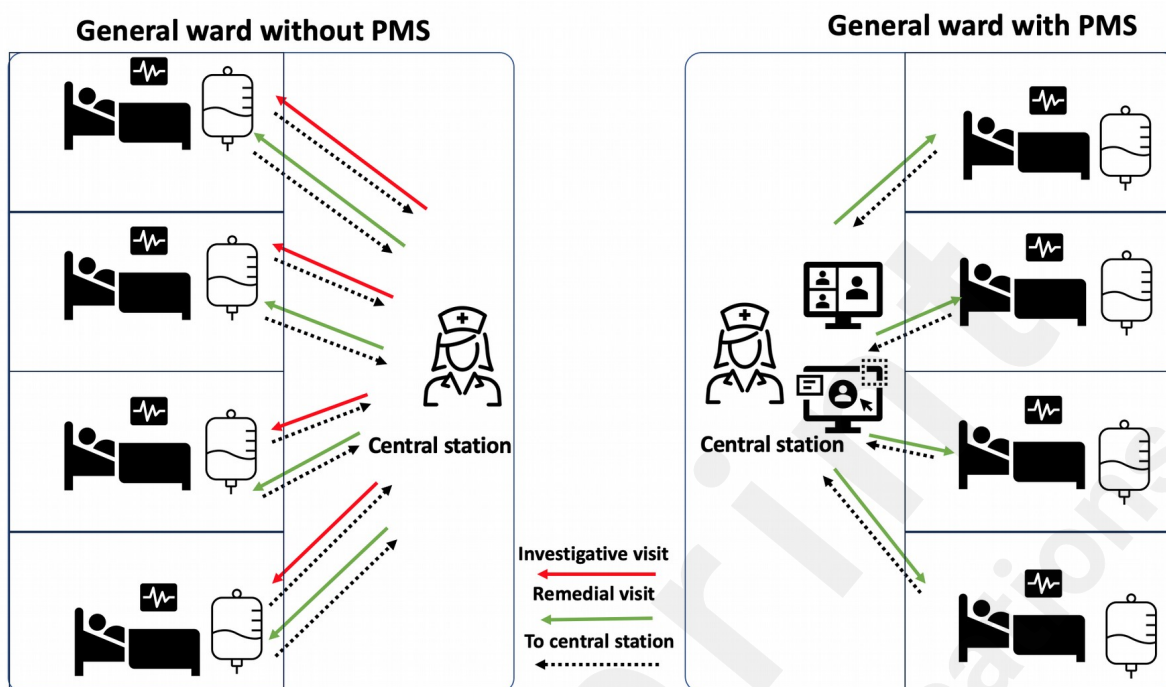 General ward without PMS
General ward with PMS
Central station
Central station
Investigative visit
Remedial visit
To central station